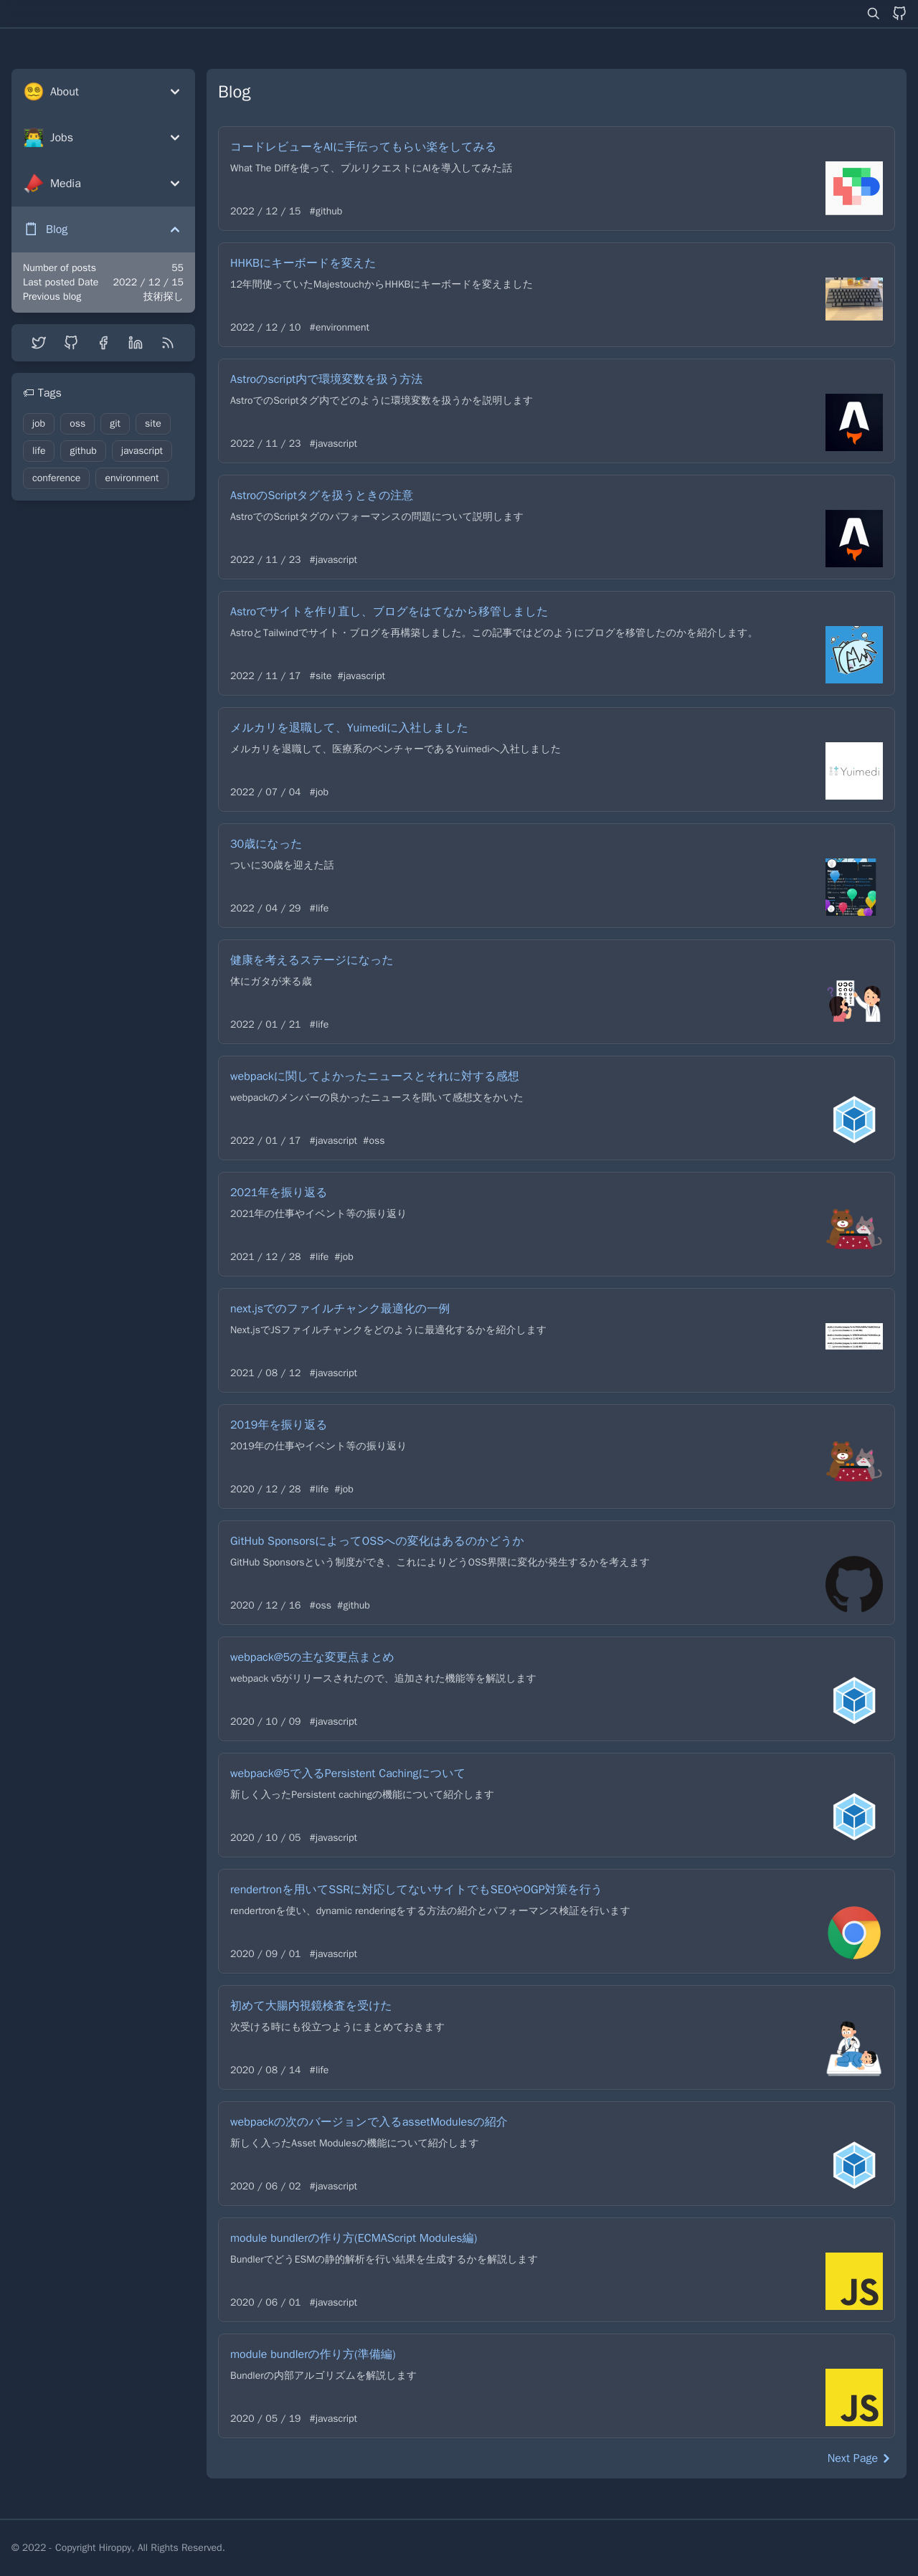 About
Jobs
Media
Blog
Number of posts 55
Last posted Date 2022 / 12 / 15
Previous blog 技術探し
Tags
job oss git site
life github javascript
conference environment
Blog
コードレビューをAIに手伝ってもらい楽をしてみる
What The Diffを使って、プルリクエストにAIを導入してみた話
2022 / 12 / 15 #github
HHKBにキーボードを変えた
12年間使っていたMajestouchからHHKBにキーボードを変えました
2022 / 12 / 10 #environment
Astroのscript内で環境変数を扱う方法
AstroでのScriptタグ内でどのように環境変数を扱うかを説明します
2022 / 11 / 23 #javascript
AstroのScriptタグを扱うときの注意
AstroでのScriptタグのパフォーマンスの問題について説明します
2022 / 11 / 23 #javascript
Astroでサイトを作り直し、ブログをはてなから移管しました
AstroとTailwindでサイト・ブログを再構築しました。この記事ではどのようにブログを移管したのかを紹介します。
2022 / 11 / 17 #site #javascript
メルカリを退職して、Yuimediに入社しました
メルカリを退職して、医療系のベンチャーであるYuimediへ入社しました
Yuimedi
2022 / 07 / 04 #job
30歳になった
ついに30歳を迎えた話
2022 / 04 / 29 #life
健康を考えるステージになった
体にガタが来る歳
2022 / 01 / 21 #life
webpackに関してよかったニュースとそれに対する感想
webpackのメンバーの良かったニュースを聞いて感想文をかいた
2022 / 01 / 17 #javascript #oss
2021年を振り返る
2021年の仕事やイベント等の振り返り
2021 / 12 / 28 #life #job
next.jsでのファイルチャンク最適化の一例
Next.jsでJSファイルチャンクをどのように最適化するかを紹介します
2021 / 08 / 12 #javascript
2019年を振り返る
2019年の仕事やイベント等の振り返り
2020 / 12 / 28 #life #job
GitHub SponsorsによってOSSへの変化はあるのかどうか
GitHub Sponsorsという制度ができ、これによりどうOSS界隈に変化が発生するかを考えます
2020 / 12 / 16 #oss #github
webpack@5の主な変更点まとめ
webpack v5がリリースされたので、追加された機能等を解説します
2020 / 10 / 09 #javascript
webpack@5で入るPersistent Cachingについて
新しく入ったPersistent cachingの機能について紹介します
2020 / 10 / 05 #javascript
rendertronを用いてSSRに対応してないサイトでもSEOやOGP対策を行う
rendertronを使い、dynamic renderingをする方法の紹介とパフォーマンス検証を行います
2020 / 09 / 01 #javascript
初めて大腸内視鏡検査を受けた
次受ける時にも役立つようにまとめておきます
2020 / 08 / 14 #life
webpackの次のバージョンで入るassetModulesの紹介
新しく入ったAsset Modulesの機能について紹介します
2020 / 06 / 02 #javascript
module bundlerの作り方(ECMAScript Modules編)
BundlerでどうESMの静的解析を行い結果を生成するかを解説します
JS
2020 / 06 / 01 #javascript
module bundlerの作り方(準備編)
Bundlerの内部アルゴリズムを解説します
JS
2020 / 05 / 19 #javascript
Next Page
© 2022 - Copyright Hiroppy, All Rights Reserved.